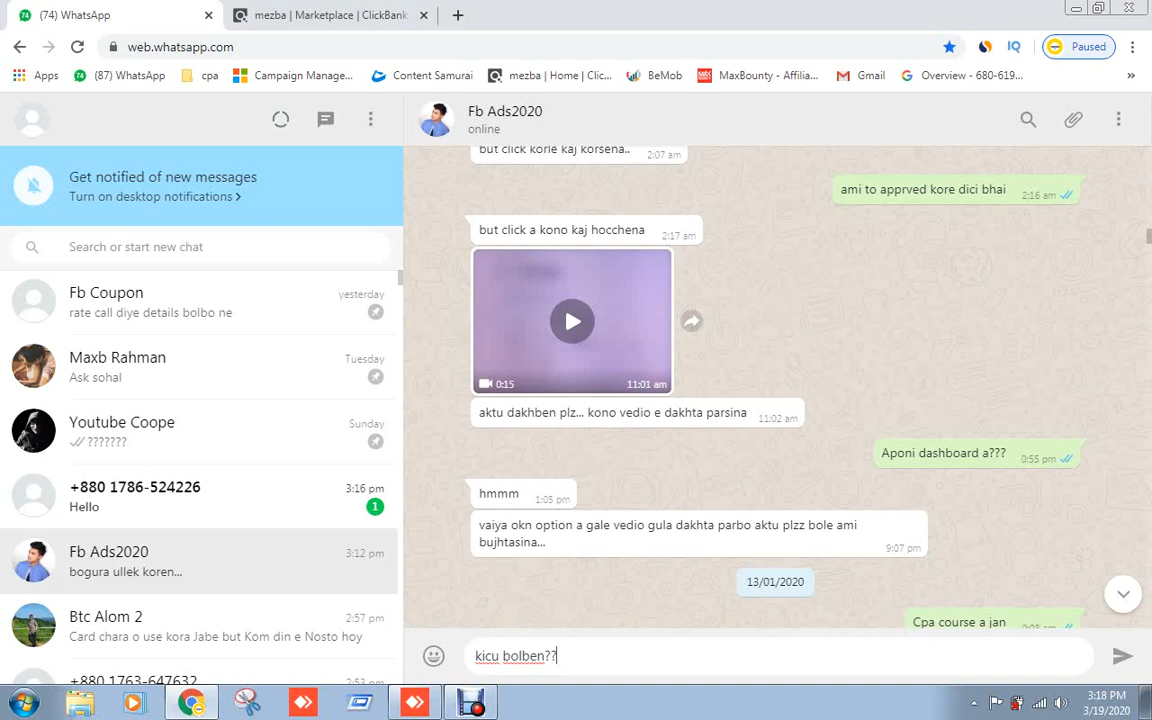 (74) WhatsApp
mezba | Marketplace | ClickBank
web.whatsapp.com
Paused
Apps
(87) WhatsApp
cpa
Campaign Manage...
Content Samurai
mezba | Home | Clic...
BeMob
MaxBounty - Affilia...
Gmail
Overview - 680-619...
Get notified of new messages
Turn on desktop notifications
Search or start new chat
Fb Coupon
yesterday
rate call diye details bolbo ne
Maxb Rahman
Tuesday
Ask sohal
Youtube Coope
Sunday
???????
+880 1786-524226
3:16 pm
Hello
1
Fb Ads2020
3:12 pm
bogura ullek koren...
Btc Alom 2
2:57 pm
Card chara o use kora Jabe but Kom din e Nosto hoy
+880 1763-647632
2:53 pm
Fb Ads2020
online
but click korle kaj korsena..
2:07 am
ami to apprved kore dici bhai
2:16 am
but click a kono kaj hocchena
2:17 am
0:15
11:01 am
aktu dakhben plz... kono vedio e dakhta parsina
11:02 am
Aponi dashboard a???
0:55 pm
hmmm
1:05 pm
vaiya okn option a gale vedio gula dakhta parbo aktu plzz bole ami
bujhtasina...
9:07 pm
13/01/2020
Cpa course a jan
kicu bolben??
3:18 PM
3/19/2020